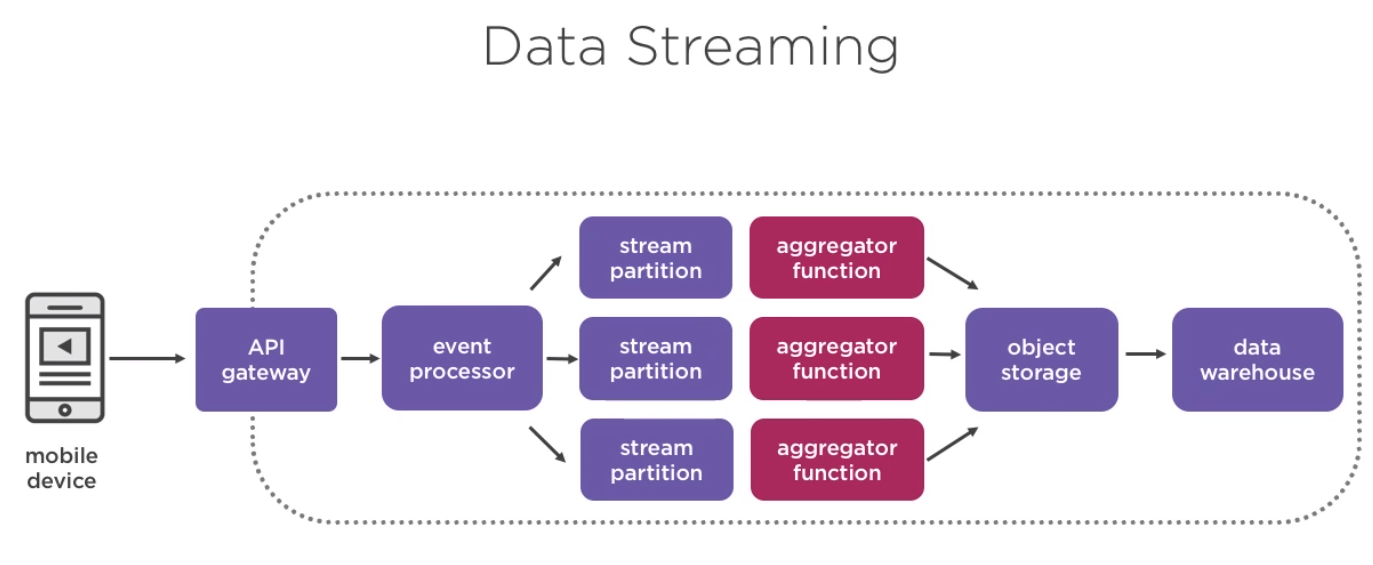 Data Streaming
mobile
device
API
gateway
event
processor
stream
partition
aggregator
function
stream
partition
aggregator
function
stream
partition
aggregator
function
object
storage
data
warehouse